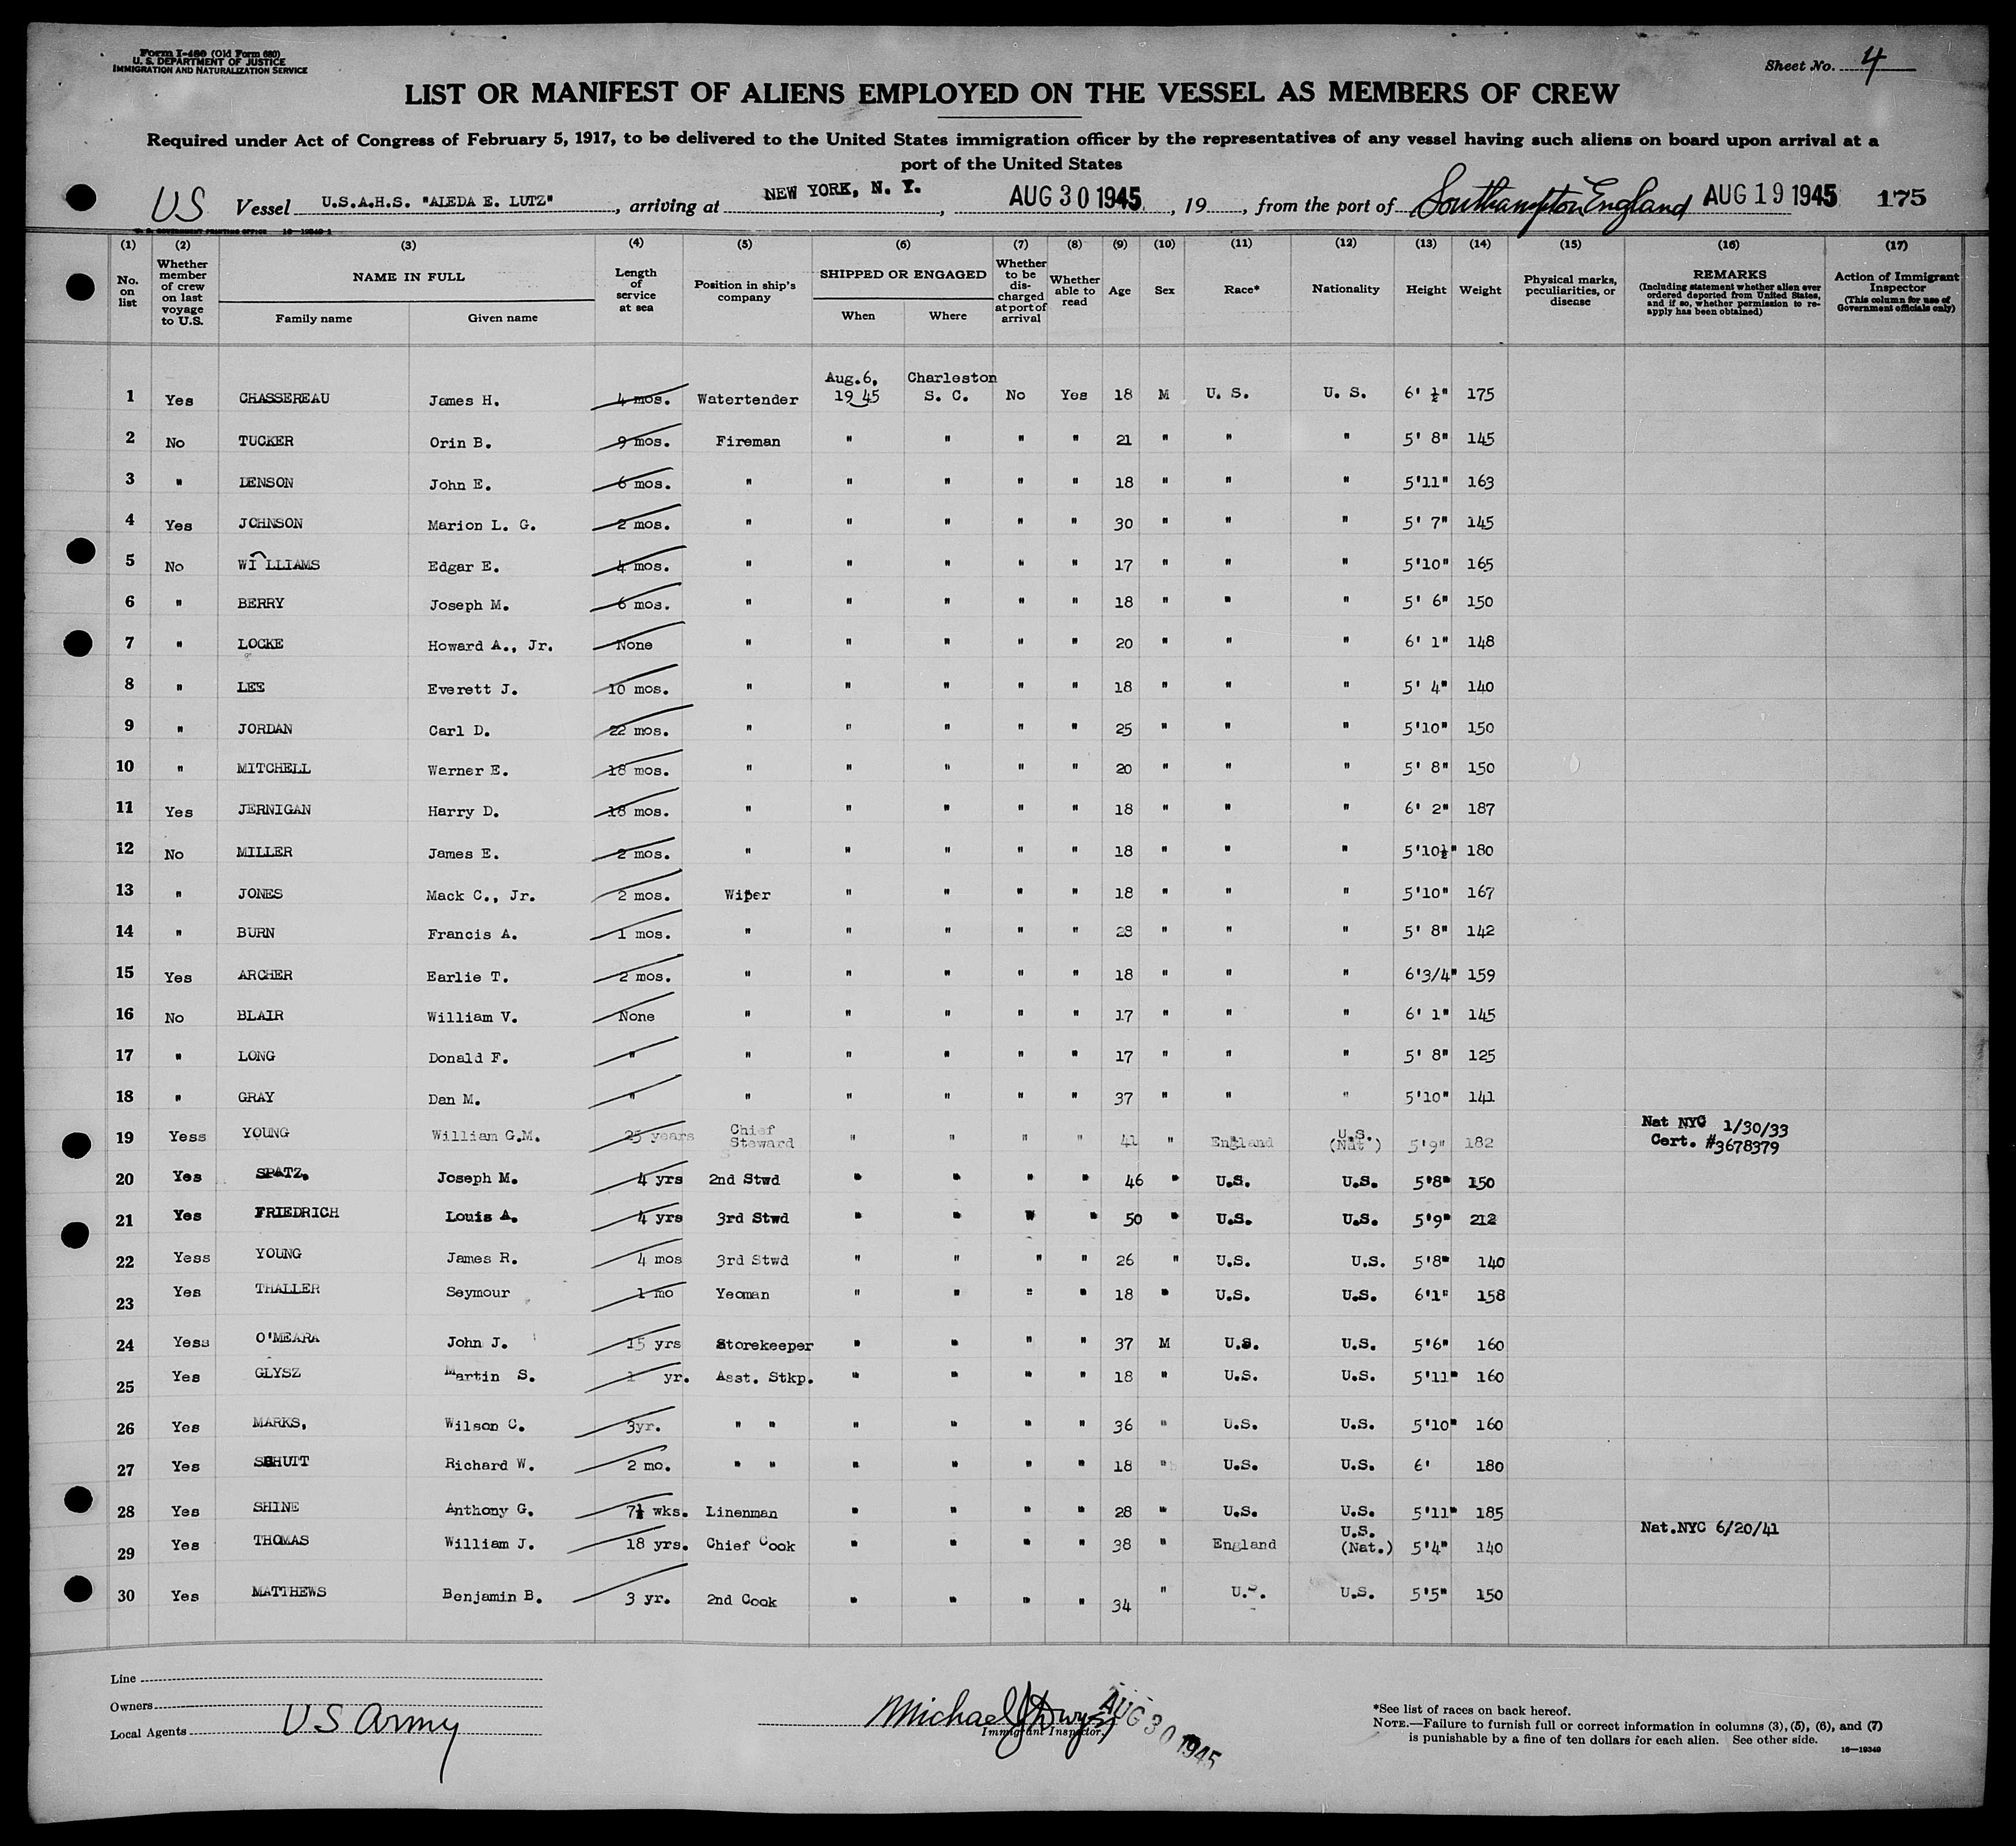 Form I-480 (Old Form 680)
U. S. DEPARTMENT OF JUSTICE
IMMIGRATION AND NATURALIZATION SERVICE
Sheet No. 4
LIST OR MANIFEST OF ALIENS EMPLOYED ON THE VESSEL AS MEMBERS OF CREW
Required under Act of Congress of February 5, 1917, to be delivered to the United States immigration officer by the representatives of any vessel having such aliens on board upon arrival at a
port of the United States
US Vessel U.S.A.H.S. "ALEDA E. LUTZ", arriving at NEW YORK, N. Y., AUG 30 1945, 19, from the port of Southampton England AUG 19 1945 175
U. S. GOVERNMENT PRINTING OFFICE 16-19349-1
(1) (2) (3) (4) (5) (6) (7) (8) (9) (10) (11) (12) (13) (14) (15) (16) (17)
No. on list
Whether member of crew on last voyage to U.S.
NAME IN FULL
Family name
Given name
Length of service at sea
Position in ship's company
SHIPPED OR ENGAGED
When
Where
Whether to be discharged at port of arrival
Whether able to read
Age
Sex
Race*
Nationality
Height
Weight
Physical marks, peculiarities, or disease
REMARKS
(Including statement whether alien ever ordered deported from United States, and if so, whether permission to reapply has been obtained)
Action of Immigrant Inspector
(This column for use of Government officials only)
1 Yes CHASSEREAU James H. 4 mos. Watertender Aug.6, 1945 Charleston S. C. No Yes 18 M U. S. U. S. 6' ½" 175
2 No TUCKER Orin B. 9 mos. Fireman " " " " 21 " " " 5' 8" 145
3 " LENSON John E. 6 mos. " " " " " 18 " " " 5'11" 163
4 Yes JOHNSON Marion L. G. 2 mos. " " " " " 30 " " " 5' 7" 145
5 No WI LLIAMS Edgar E. 4 mos. " " " " " 17 " " " 5'10" 165
6 " BERRY Joseph M. 6 mos. " " " " " 18 " " " 5' 6" 150
7 " LOCKE Howard A., Jr. None " " " " " 20 " " " 6' 1" 148
8 " LEE Everett J. 10 mos. " " " " " 18 " " " 5' 4" 140
9 " JORDAN Carl D. 22 mos. " " " " " 25 " " " 5'10" 150
10 " MITCHELL Warner E. 18 mos. " " " " " 20 " " " 5' 8" 150
11 Yes JERNIGAN Harry D. 18 mos. " " " " " 18 " " " 6' 2" 187
12 No MILLER James E. 2 mos. " " " " " 18 " " " 5'10½" 180
13 " JONES Mack C., Jr. 2 mos. Wiper " " " " 18 " " " 5'10" 167
14 " BURN Francis A. 1 mos. " " " " " 28 " " " 5' 8" 142
15 Yes ARCHER Earlie T. 2 mos. " " " " " 18 " " " 6'3/4" 159
16 No BLAIR William V. None " " " " " 17 " " " 6' 1" 145
17 " LONG Donald F. " " " " " " 17 " " " 5' 8" 125
18 " GRAY Dan M. " " " " " " 37 " " " 5'10" 141
19 Yess YOUNG William G.M. 25 years Chief Steward " " " " 41 " England U.S. (Nat.) 5'9" 182 Nat NYC 1/30/33 Cert. #3678379
20 Yes SPATZ. Joseph M. 4 yrs 2nd Stwd " " " " 46 " U.S. U.S. 5'8" 150
21 Yes FRIEDRICH Louis A. 4 yrs 3rd Stwd " " " " 50 " U.S. U.S. 5'9" 212
22 Yess YOUNG James R. 4 mos 3rd Stwd " " " " 26 " U.S. U.S. 5'8" 140
23 Yes THALLER Seymour 1 mo Yeoman " " " " 18 " U.S. U.S. 6'1" 158
24 Yess O'MEARA John J. 15 yrs Storekeeper " " " " 37 M U.S. U.S. 5'6" 160
25 Yes GLYSZ Martin S. 1 yr. Asst. Stkp. " " " " 18 " U.S. U.S. 5'11" 160
26 Yes MARKS, Wilson C. 3yr. " " " " " " 36 " U.S. U.S. 5'10" 160
27 Yes SCHUIT Richard W. 2 mo. " " " " " " 18 " U.S. U.S. 6' 180
28 Yes SHINE Anthony G. 7½ wks. Linenman " " " " 28 " U.S. U.S. 5'11" 185
29 Yes THOMAS William J. 18 yrs. Chief Cook " " " " 38 " England U.S. (Nat.) 5'4" 140 Nat.NYC 6/20/41
30 Yes MATTHEWS Benjamin B. 3 yr. 2nd Cook " " " " 34 " U.S. U.S. 5'5" 150
Line
Owners
Local Agents US Army
Michael J Dwyer AUG 30 1945
Immigrant Inspector.
*See list of races on back hereof.
NOTE.—Failure to furnish full or correct information in columns (3), (5), (6), and (7)
is punishable by a fine of ten dollars for each alien. See other side.
16-19349